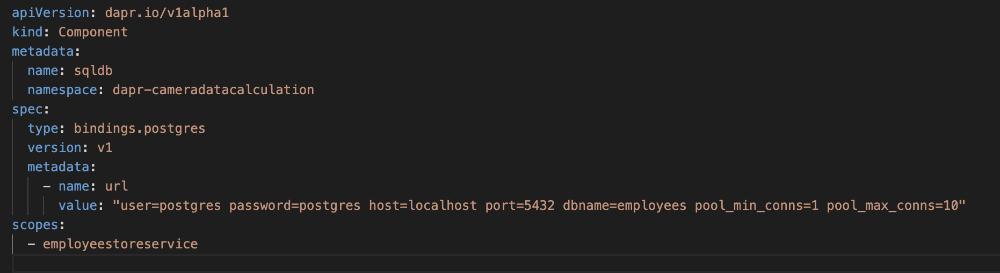 apiVersion: dapr.io/v1alpha1
kind: Component
metadata:
  name: sqldb
  namespace: dapr-cameradatacalculation
spec:
  type: bindings.postgres
  version: v1
  metadata:
    - name: url
      value: "user=postgres password=postgres host=localhost port=5432 dbname=employees pool_min_conns=1 pool_max_conns=10"
scopes:
  - employeestoreservice